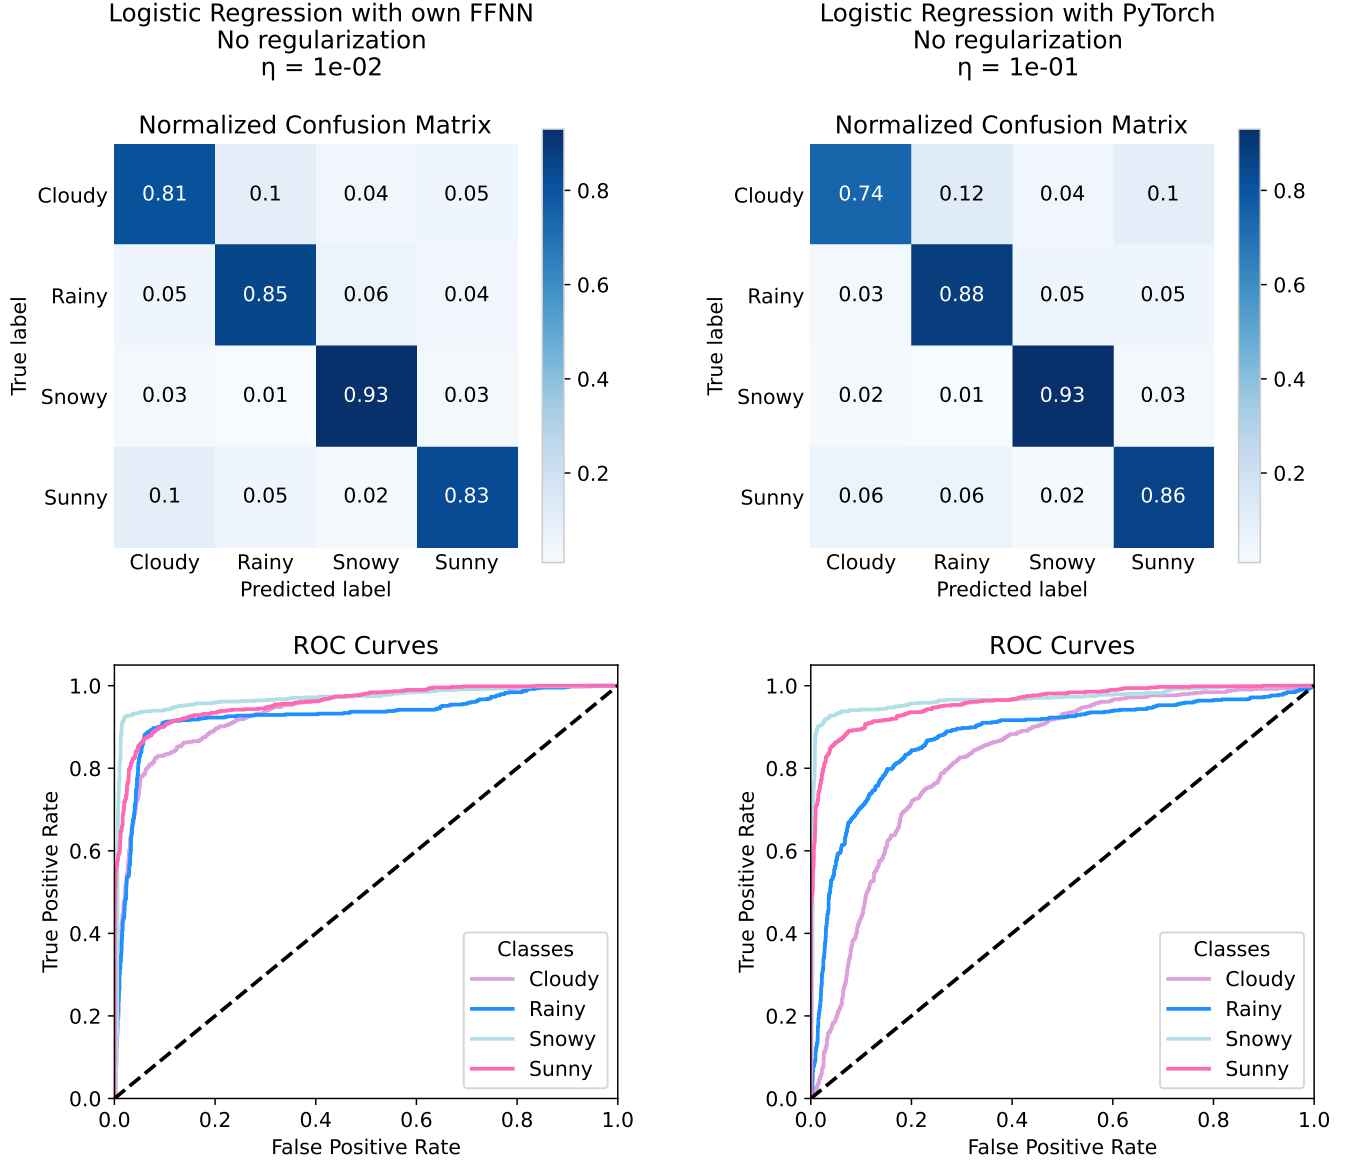 Logistic Regression with own FFNN
No regularization
η = 1e-02
Normalized Confusion Matrix
True label
Cloudy 0.81 0.1 0.04 0.05
Rainy 0.05 0.85 0.06 0.04
Snowy 0.03 0.01 0.93 0.03
Sunny 0.1 0.05 0.02 0.83
Cloudy Rainy Snowy Sunny
Predicted label
0.8
0.6
0.4
0.2
ROC Curves
True Positive Rate
1.0
0.8
0.6
0.4
0.2
0.0
Classes
Cloudy
Rainy
Snowy
Sunny
0.0 0.2 0.4 0.6 0.8 1.0
False Positive Rate
Logistic Regression with PyTorch
No regularization
η = 1e-01
Normalized Confusion Matrix
True label
Cloudy 0.74 0.12 0.04 0.1
Rainy 0.03 0.88 0.05 0.05
Snowy 0.02 0.01 0.93 0.03
Sunny 0.06 0.06 0.02 0.86
Cloudy Rainy Snowy Sunny
Predicted label
0.8
0.6
0.4
0.2
ROC Curves
True Positive Rate
1.0
0.8
0.6
0.4
0.2
0.0
Classes
Cloudy
Rainy
Snowy
Sunny
0.0 0.2 0.4 0.6 0.8 1.0
False Positive Rate